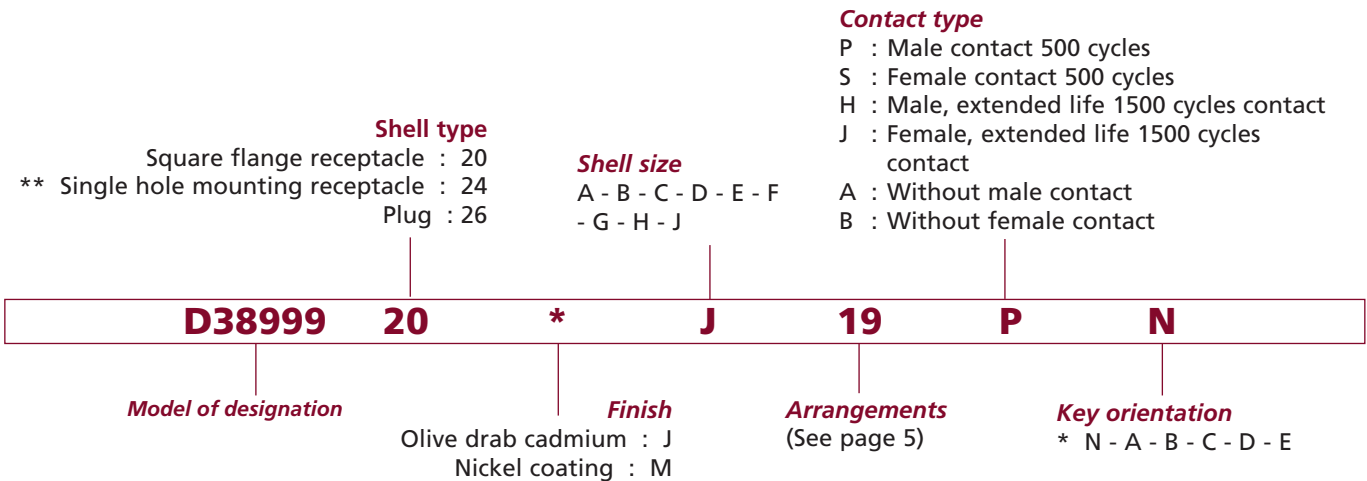 Contact type
P : Male contact 500 cycles
S : Female contact 500 cycles
H : Male, extended life 1500 cycles contact
J : Female, extended life 1500 cycles
contact
A : Without male contact
B : Without female contact
Shell type
Square flange receptacle : 20
** Single hole mounting receptacle : 24
Plug : 26
Shell size
A - B - C - D - E - F
- G - H - J
D38999 20 * J 19 P N
Model of designation
Finish
Olive drab cadmium : J
Nickel coating : M
Arrangements
(See page 5)
Key orientation
* N - A - B - C - D - E